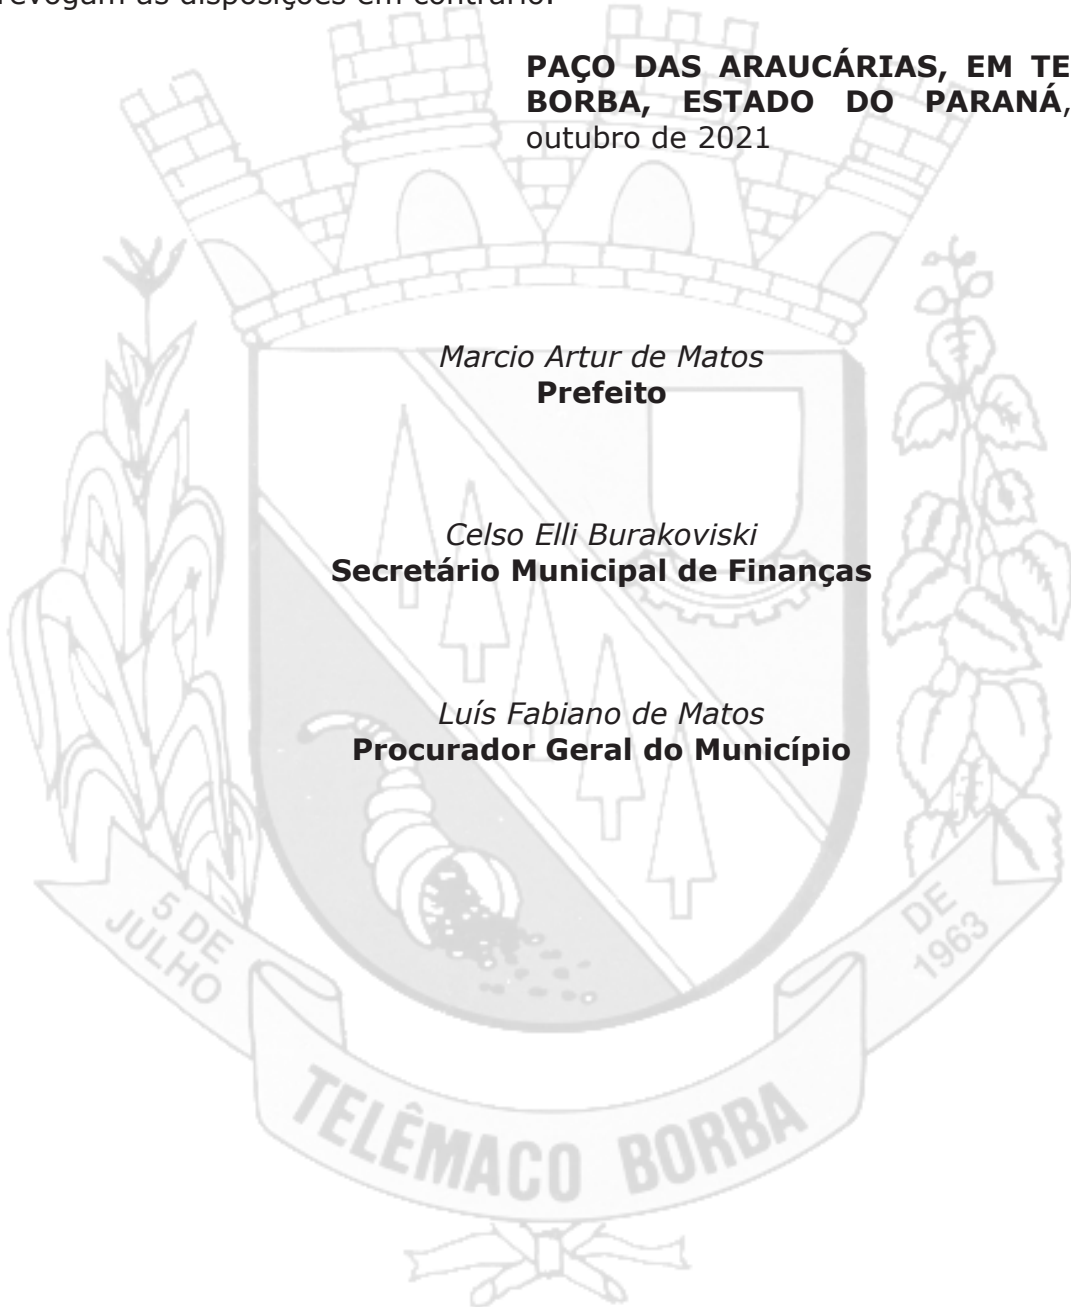 revogam as disposições em contrário.
PAÇO DAS ARAUCÁRIAS, EM TE
BORBA, ESTADO DO PARANÁ,
outubro de 2021
Marcio Artur de Matos
Prefeito
Celso Elli Burakoviski
Secretário Municipal de Finanças
Luís Fabiano de Matos
Procurador Geral do Município
5 DE
JULHO
DE
1963
TELÊMACO BORBA